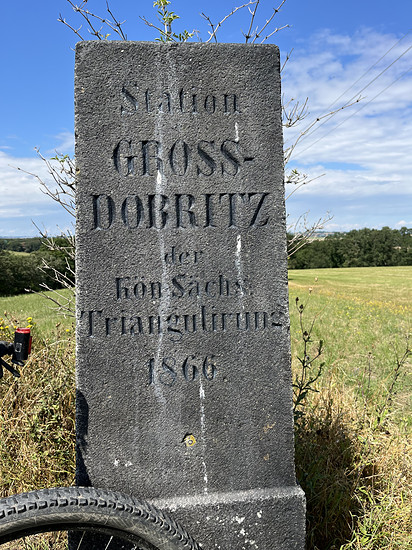 Station
GROSS-
DOBRITZ
der
Kön. Sächs.
Triangulirung
1866.